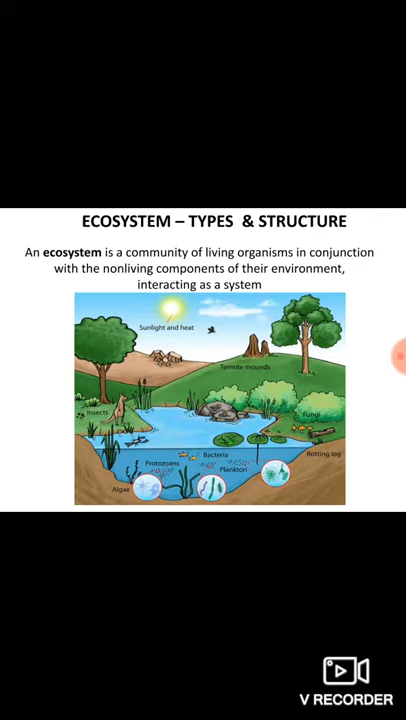 ECOSYSTEM – TYPES & STRUCTURE
An ecosystem is a community of living organisms in conjunction
with the nonliving components of their environment,
interacting as a system
Sunlight and heat
Termite mounds
Insects
Fungi
Bacteria
Rotting log
Protozoans
Plankton
Algae
V RECORDER